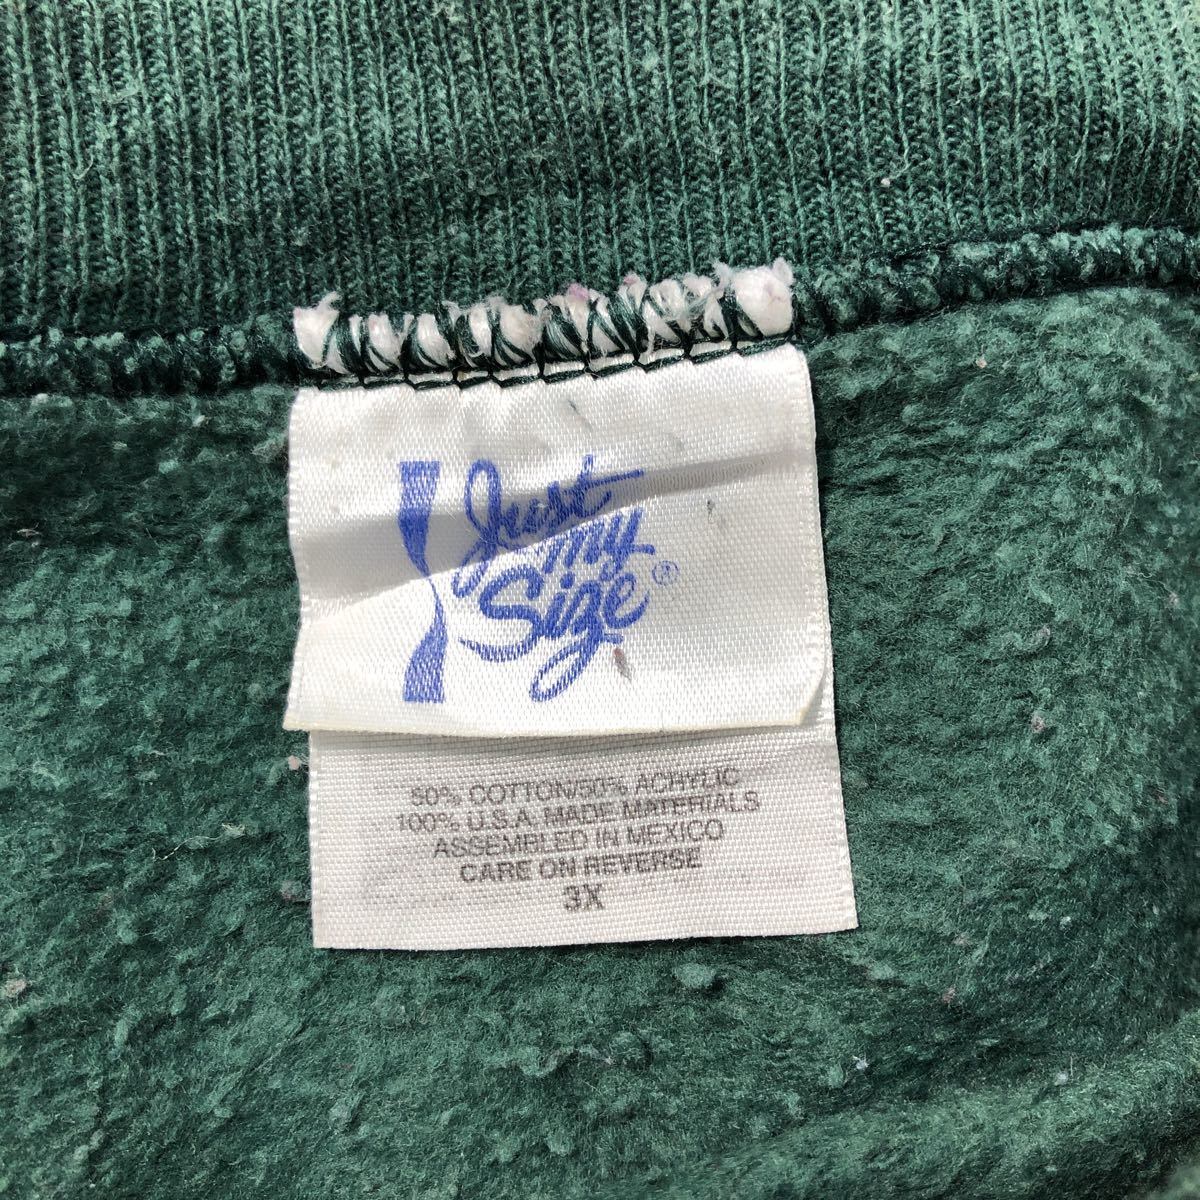 Just
my
Size®
50% COTTON/50% ACRYLIC
100% U.S.A. MADE MATERIALS
ASSEMBLED IN MEXICO
CARE ON REVERSE
3X